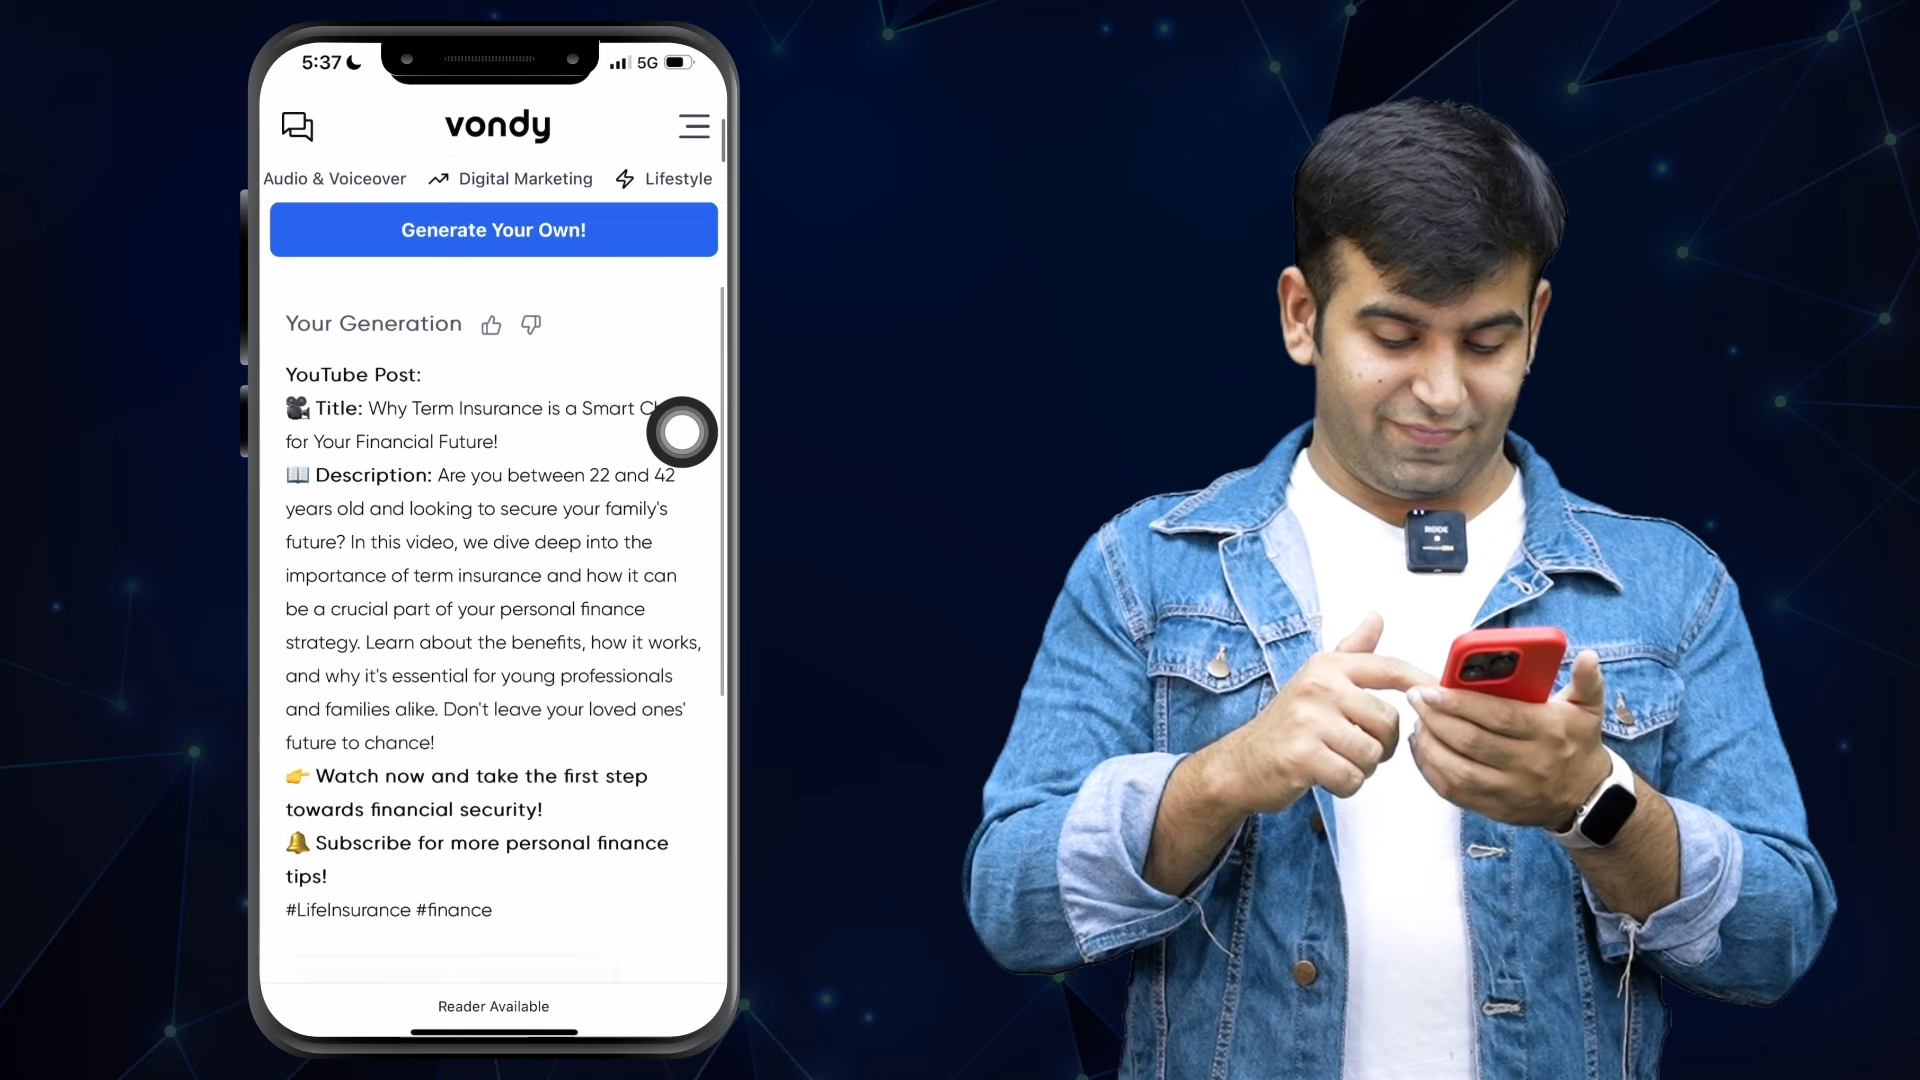 5:37
5G
vondy
Audio & Voiceover
Digital Marketing
Lifestyle
Generate Your Own!
Your Generation
YouTube Post:
Title: Why Term Insurance is a Smart
for Your Financial Future!
Description: Are you between 22 and 42
years old and looking to secure your family's
future? In this video, we dive deep into the
importance of term insurance and how it can
be a crucial part of your personal finance
strategy. Learn about the benefits, how it works,
and why it's essential for young professionals
and families alike. Don't leave your loved ones'
future to chance!
Watch now and take the first step
towards financial security!
Subscribe for more personal finance
tips!
#LifeInsurance #finance
Reader Available
RODE